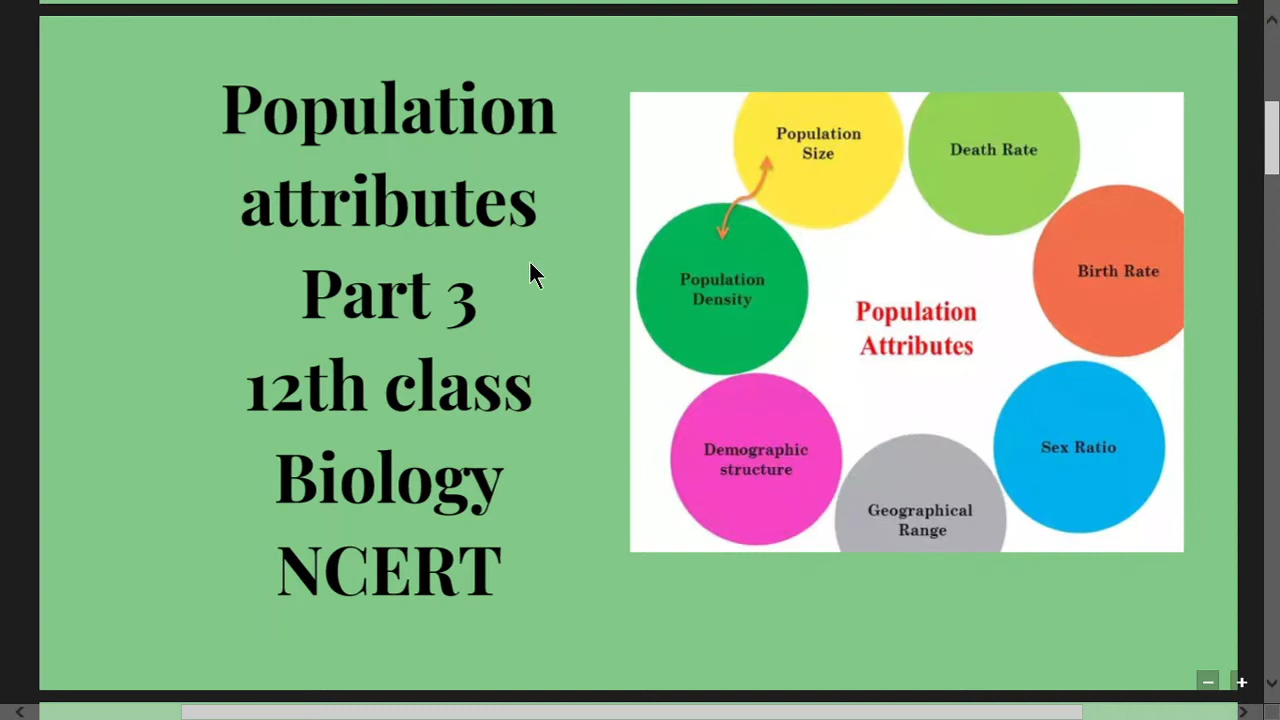 Population
attributes
Part 3
12th class
Biology
NCERT
Population
Size
Death Rate
Birth Rate
Population
Density
Population
Attributes
Sex Ratio
Demographic
structure
Geographical
Range